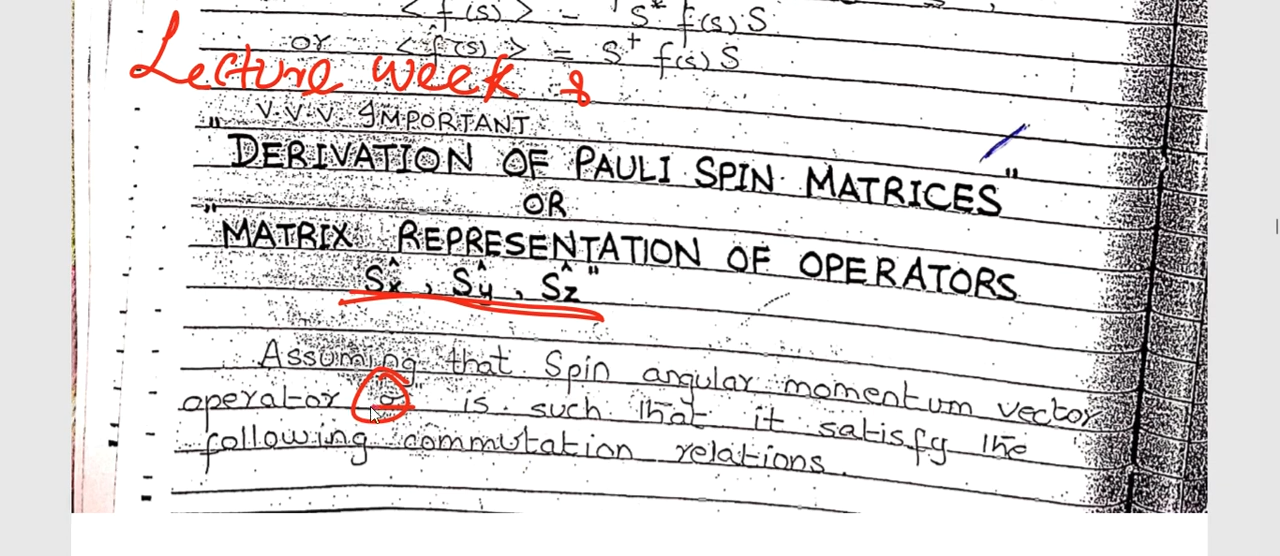 < f(s) > = S* f(s) S
or < f(s) > = S† f(s) S
Lecture week 8
V.V.V. IMPORTANT
"DERIVATION OF PAULI SPIN MATRICES"
OR
"MATRIX REPRESENTATION OF OPERATORS
Ŝx, Ŝy, Ŝz"
Assuming that Spin angular momentum vector
operator σ is such that it satisfy the
following commutation relations.